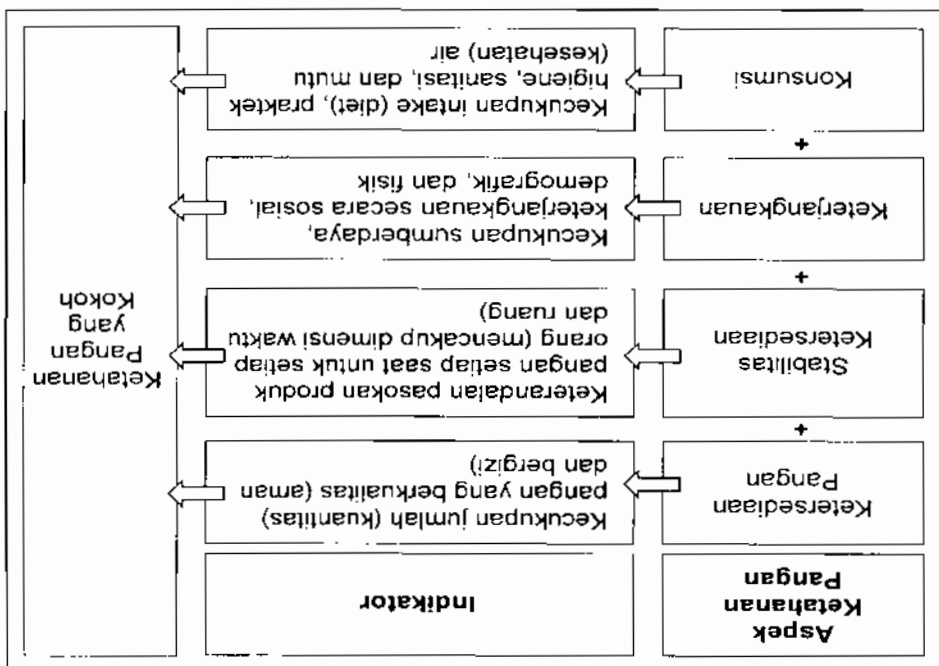 Aspek
Ketahanan
Pangan
Indikator
Ketersediaan
Pangan
Kecukupan jumlah (kuantitas)
pangan yang berkualitas (aman
dan bergizi)
+
Stabilitas
Ketersediaan
Keterandalan pasokan produk
pangan setiap saat untuk setiap
orang (mencakup dimensi waktu
dan ruang)
+
Keterjangkauan
Kecukupan sumberdaya,
keterjangkauan secara sosial,
demografik, dan fisik
+
Konsumsi
Kecukupan intake (diet), praktek
higiene, sanitasi, dan mutu
(kesehatan) air
Ketahanan
Pangan
yang
Kokoh